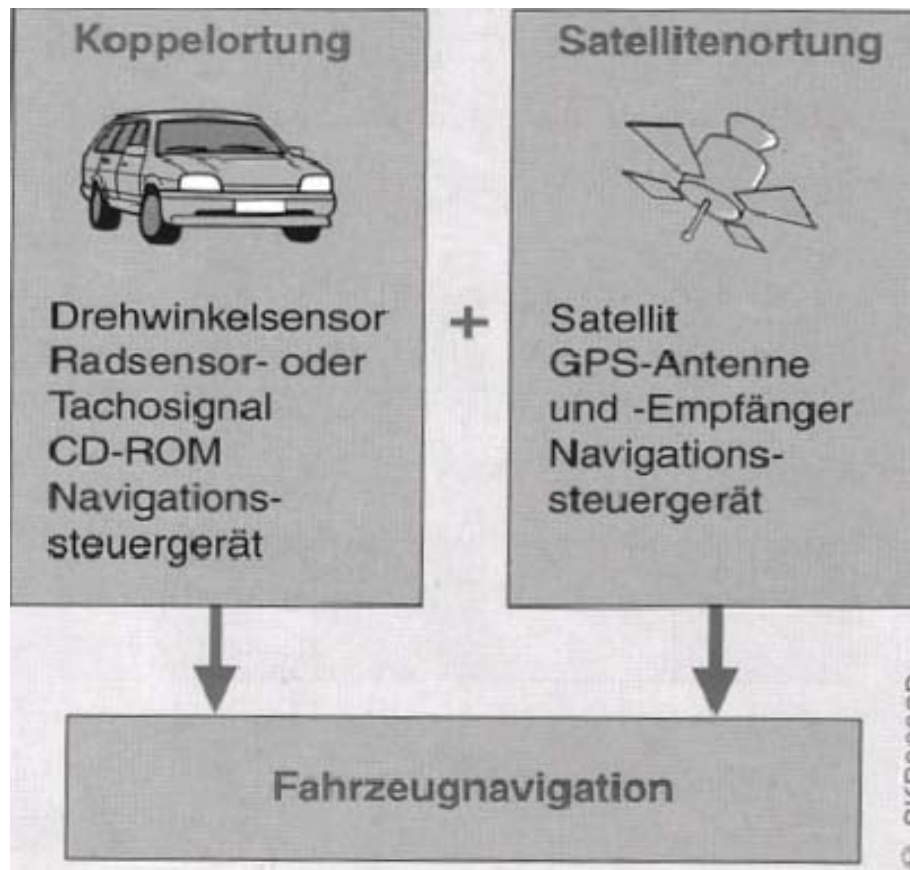 Koppelortung
Drehwinkelsensor
Radsensor- oder
Tachosignal
CD-ROM
Navigations-
steuergerät
+
Satellitenortung
Satellit
GPS-Antenne
und -Empfänger
Navigations-
steuergerät
Fahrzeugnavigation
©